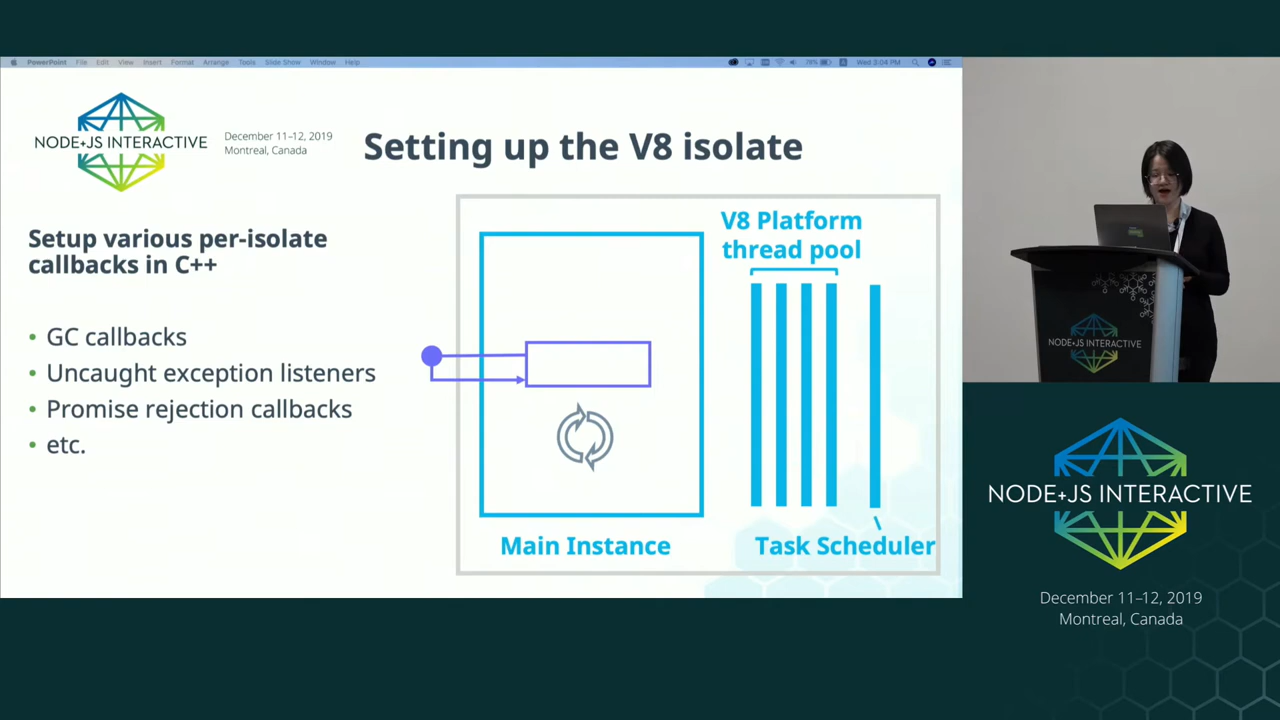 PowerPoint File Edit View Insert Format Arrange Tools Slide Show Window Help
78% Wed 3:04 PM
NODE+JS INTERACTIVE
December 11–12, 2019
Montreal, Canada
Setting up the V8 isolate
Setup various per-isolate
callbacks in C++
• GC callbacks
• Uncaught exception listeners
• Promise rejection callbacks
• etc.
V8 Platform
thread pool
Main Instance
Task Scheduler
NODE+JS INTERACTIVE
NODE+JS INTERACTIVE
December 11–12, 2019
Montreal, Canada